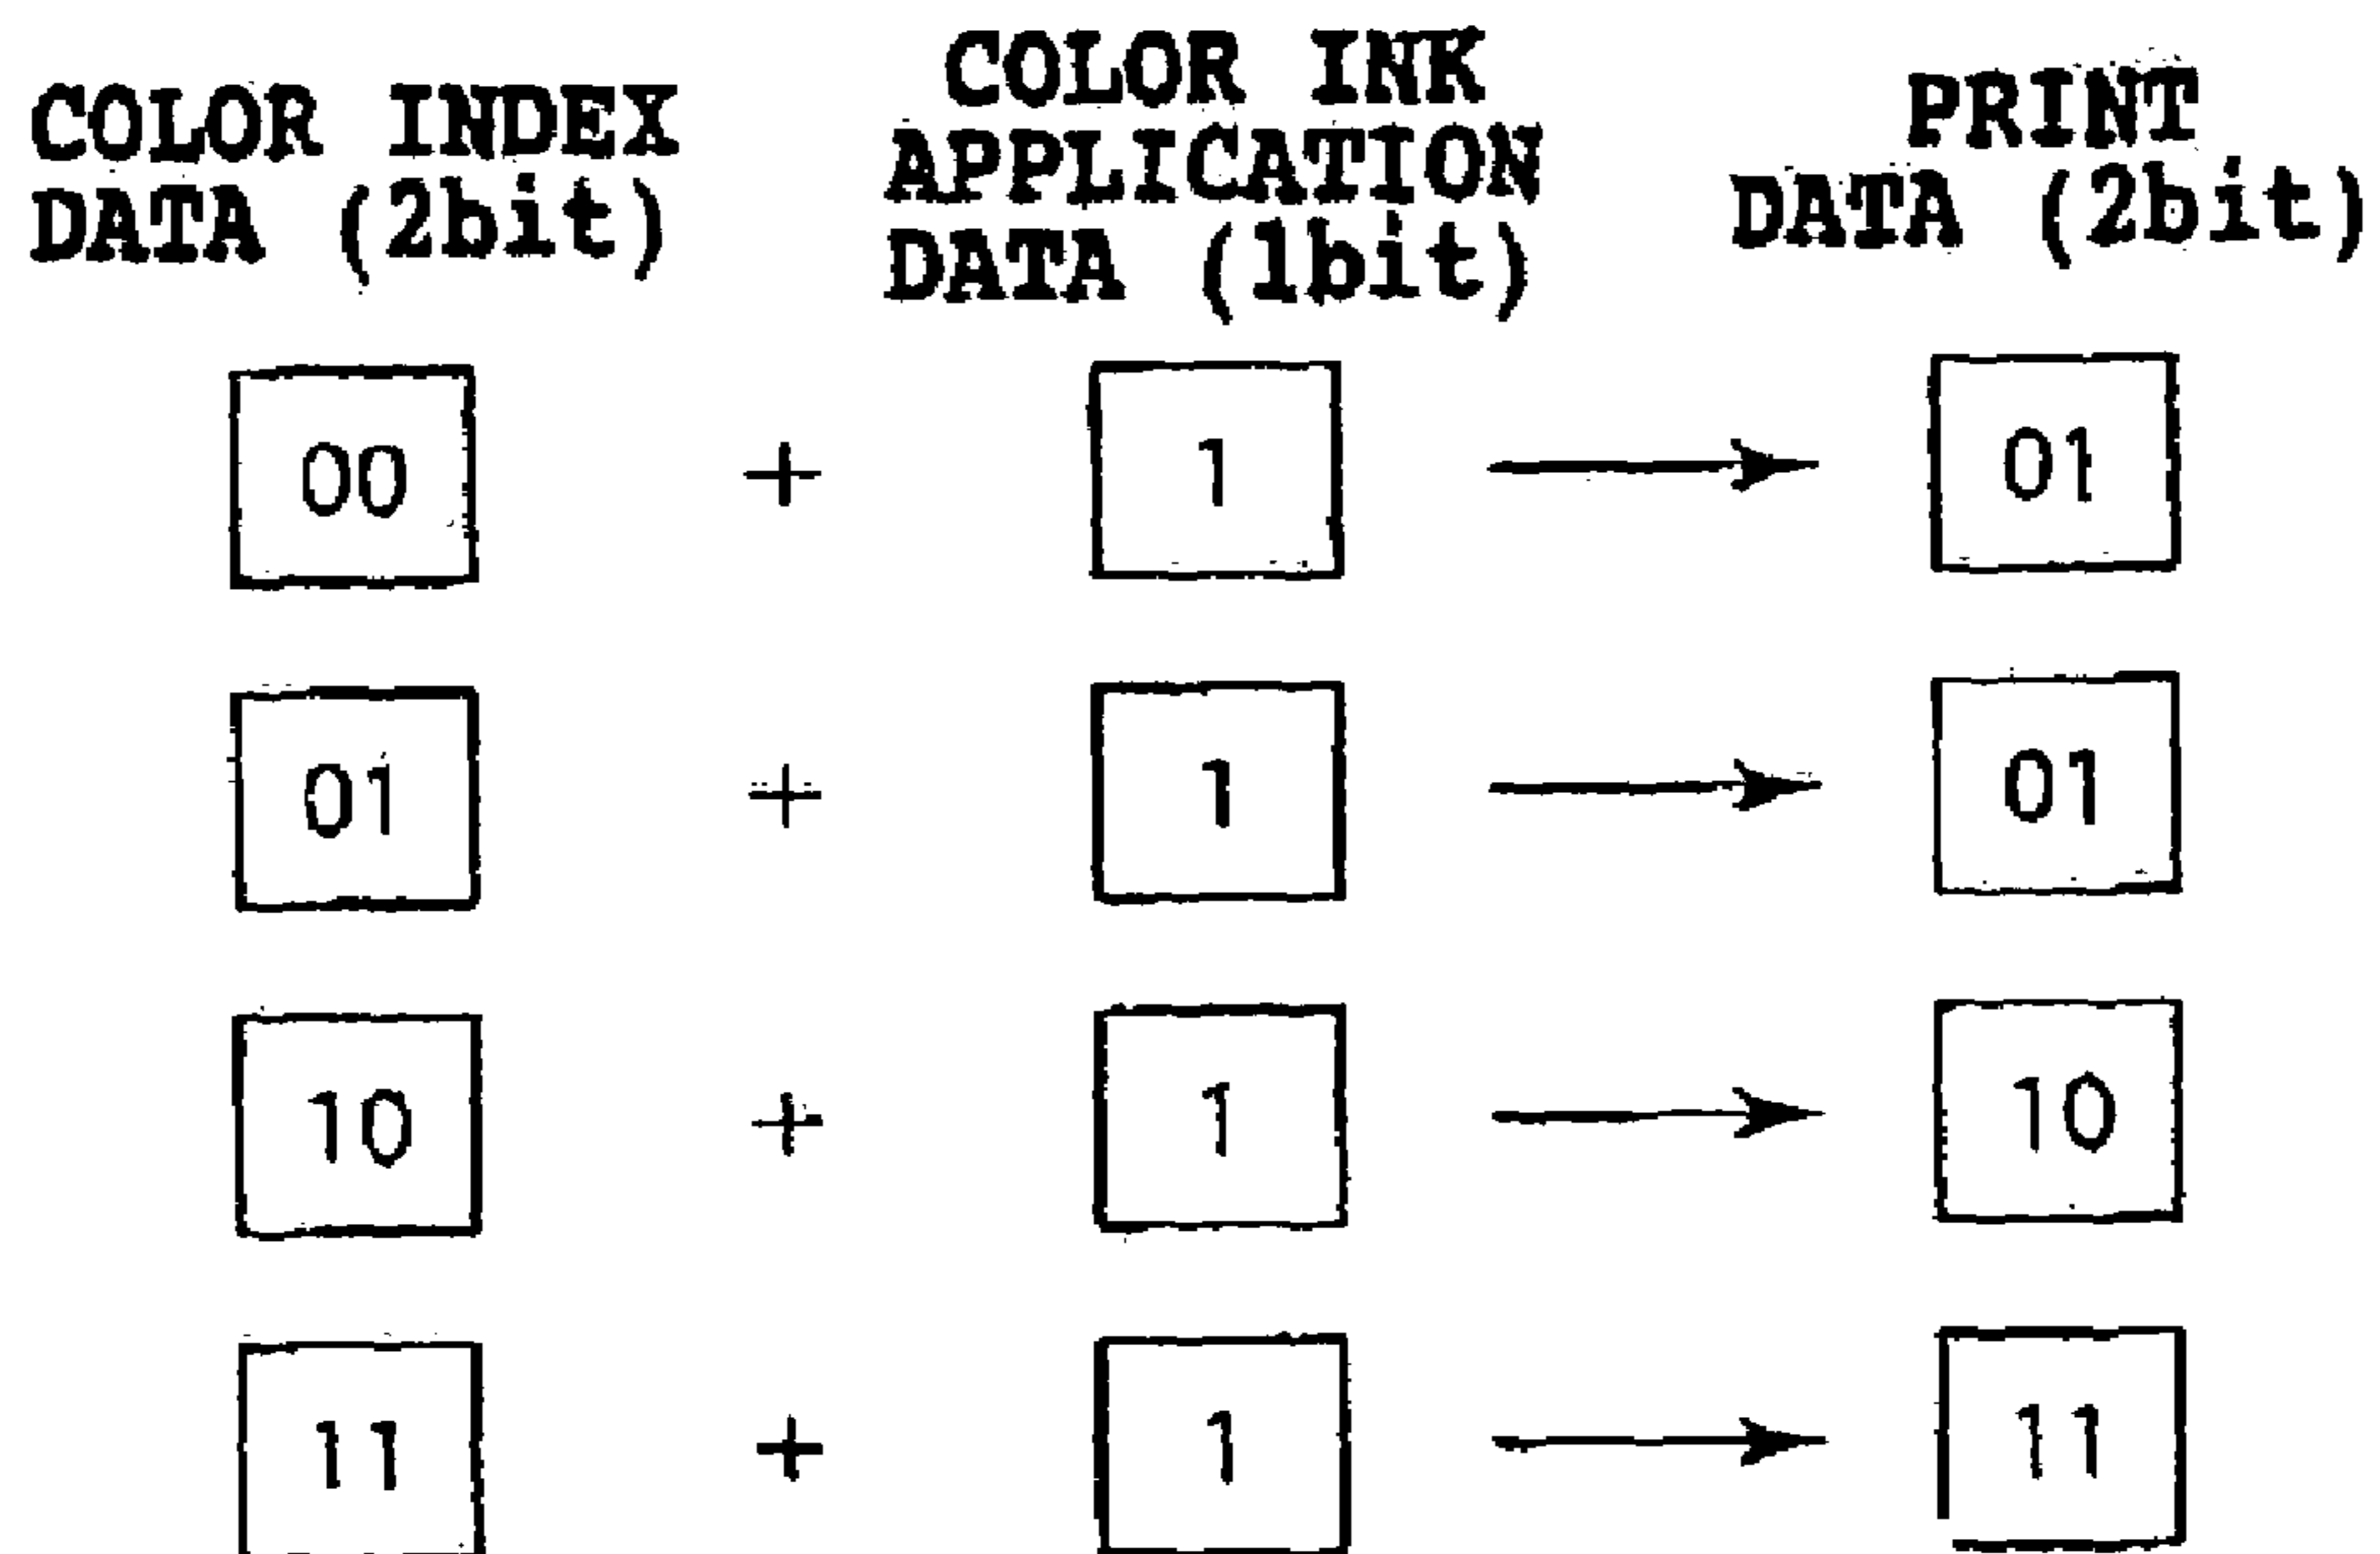 COLOR INDEX
DATA (2bit)
COLOR INK
APPLICATION
DATA (1bit)
PRINT
DATA (2bit)
00 + 1 01
01 + 1 01
10 + 1 10
11 + 1 11